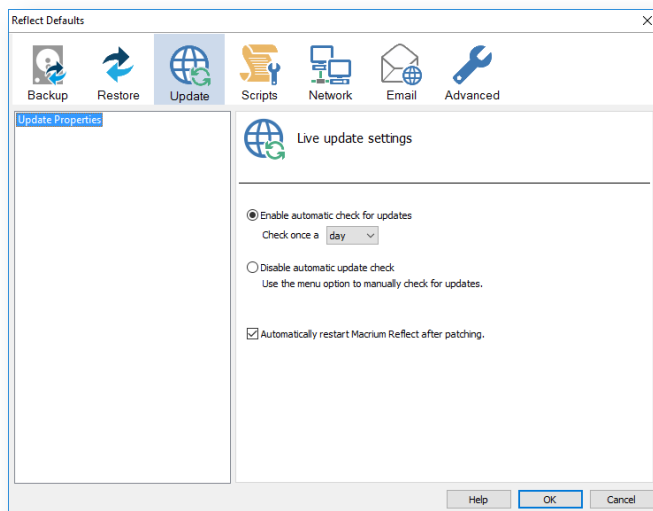 Reflect Defaults
Backup
Restore
Update
Scripts
Network
Email
Advanced
Update Properties
Live update settings
Enable automatic check for updates
Check once a day
Disable automatic update check
Use the menu option to manually check for updates.
Automatically restart Macrium Reflect after patching.
Help
OK
Cancel